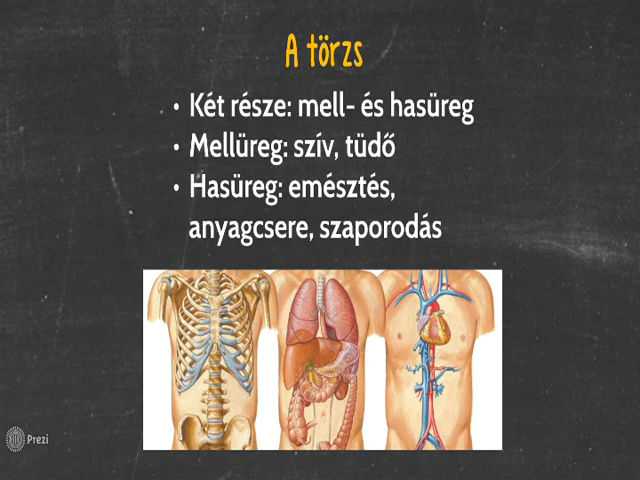 A törzs
• Két része: mell- és hasüreg
• Mellüreg: szív, tüdő
• Hasüreg: emésztés,
anyagcsere, szaporodás
Prezi